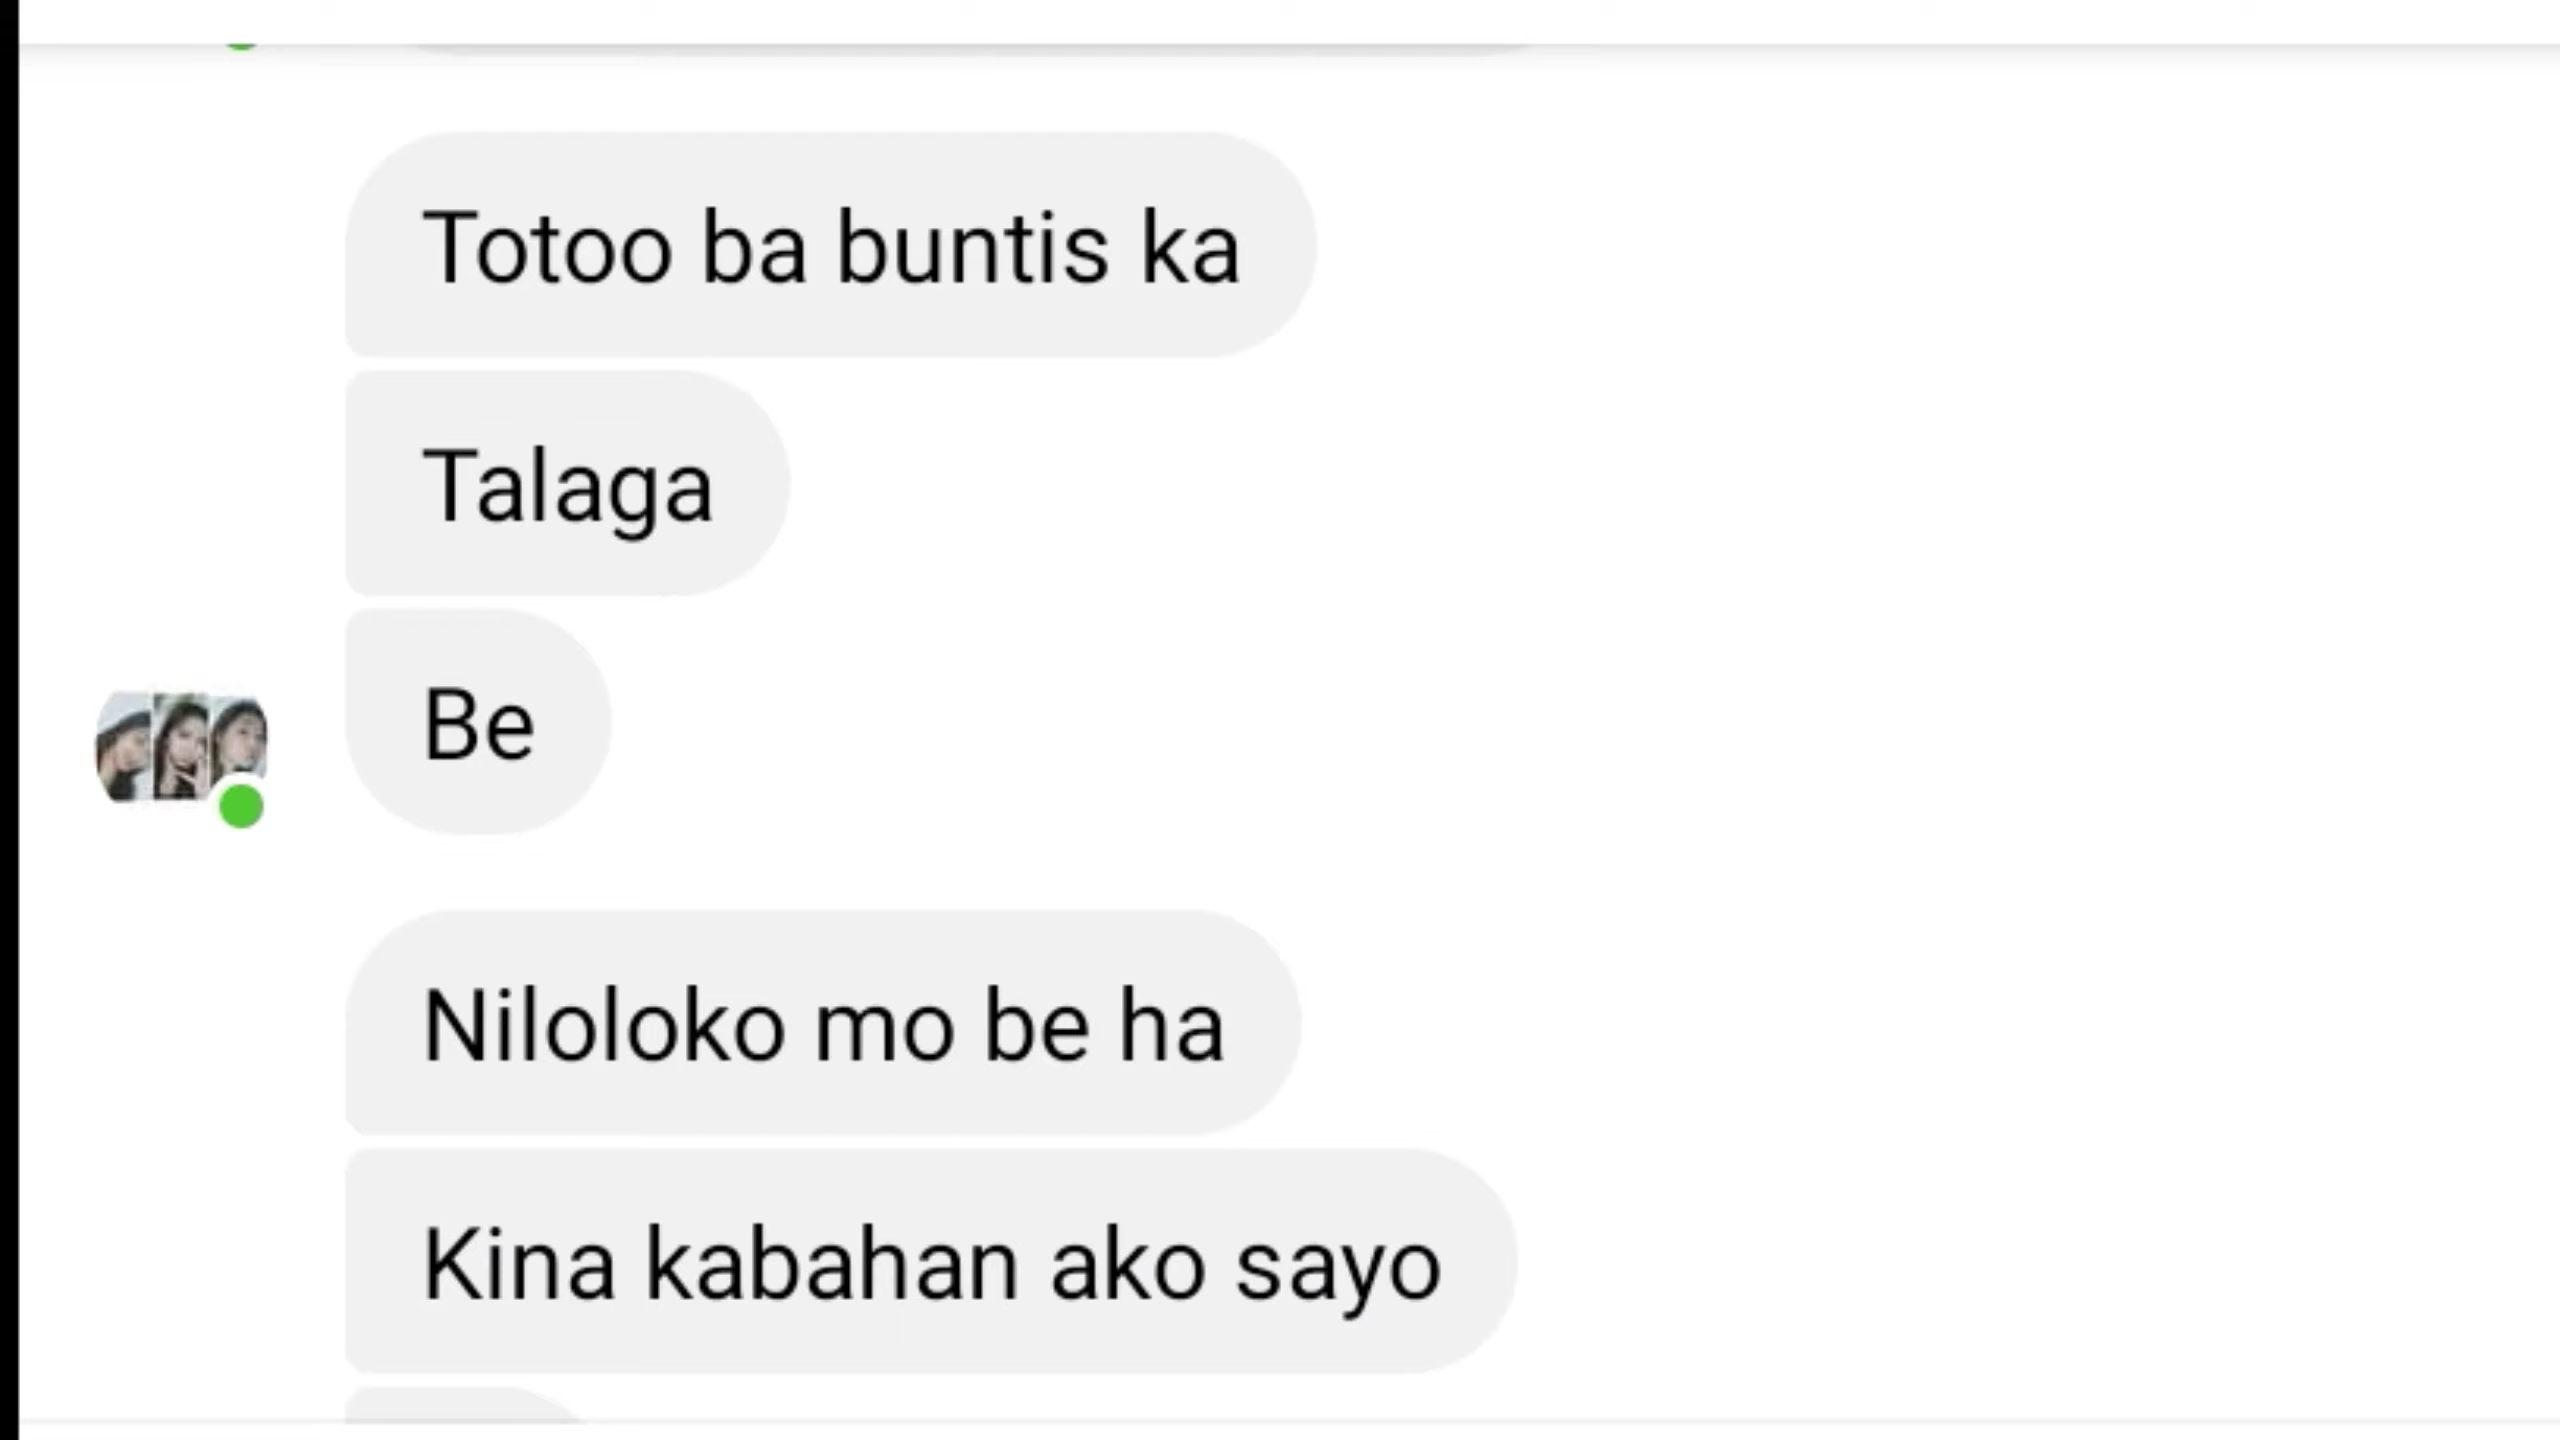 Totoo ba buntis ka
Talaga
Be
Niloloko mo be ha
Kina kabahan ako sayo